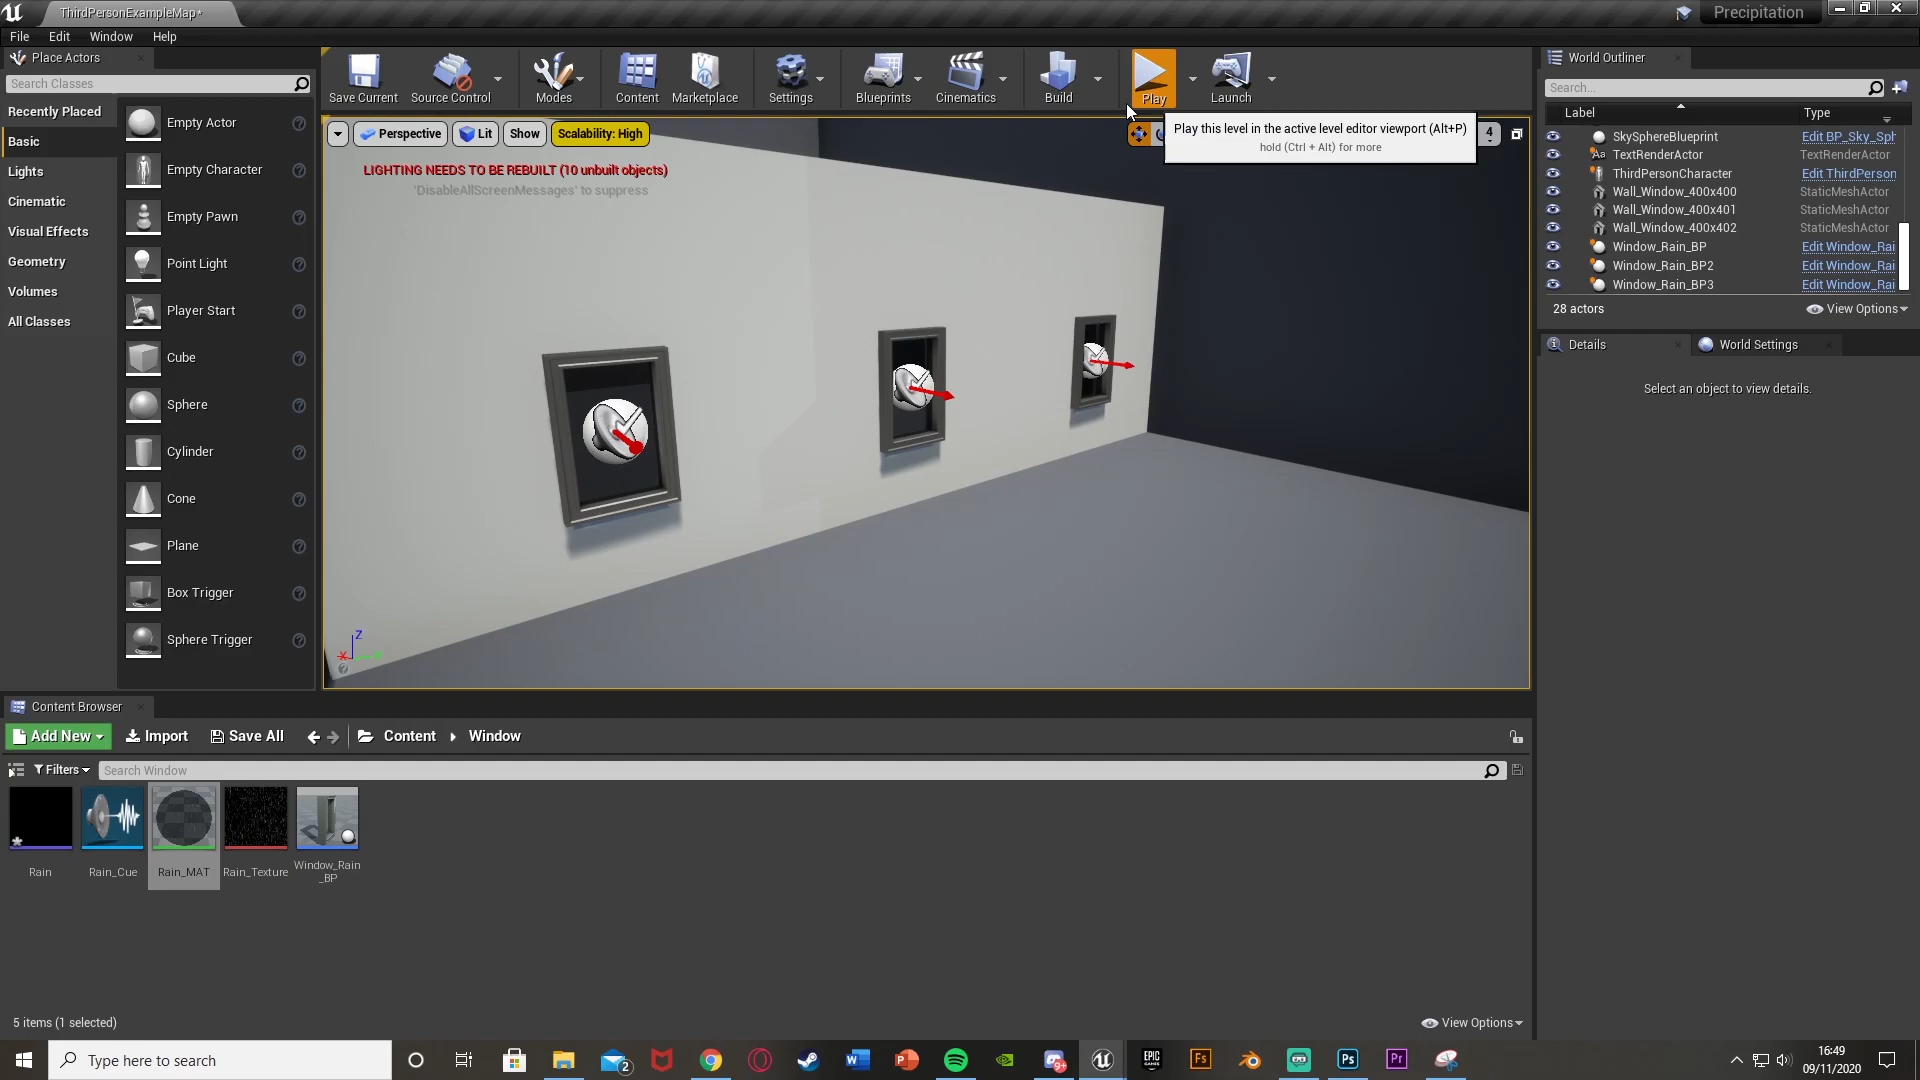 ThirdPersonExampleMap*
Precipitation
File Edit Window Help
Place Actors
Search Classes
Recently Placed
Basic
Lights
Cinematic
Visual Effects
Geometry
Volumes
All Classes
Empty Actor
Empty Character
Empty Pawn
Point Light
Player Start
Cube
Sphere
Cylinder
Cone
Plane
Box Trigger
Sphere Trigger
Save Current
Source Control
Modes
Content
Marketplace
Settings
Blueprints
Cinematics
Build
Play
Launch
Perspective
Lit
Show
Scalability: High
LIGHTING NEEDS TO BE REBUILT (10 unbuilt objects)
'DisableAllScreenMessages' to suppress
Play this level in the active level editor viewport (Alt+P)
hold (Ctrl + Alt) for more
4
Z
X
World Outliner
Search...
Label Type
SkySphereBlueprint Edit BP_Sky_Sph
TextRenderActor TextRenderActor
ThirdPersonCharacter Edit ThirdPerson
Wall_Window_400x400 StaticMeshActor
Wall_Window_400x401 StaticMeshActor
Wall_Window_400x402 StaticMeshActor
Window_Rain_BP Edit Window_Rai
Window_Rain_BP2 Edit Window_Rai
Window_Rain_BP3 Edit Window_Rai
28 actors
View Options
Details
World Settings
Select an object to view details.
Content Browser
Add New
Import
Save All
Content
Window
Filters
Search Window
Rain
Rain_Cue
Rain_MAT
Rain_Texture
Window_Rain
_BP
5 items (1 selected)
View Options
Type here to search
2
9+
EPIC
GAMES
Fs
Ps
Pr
16:49
09/11/2020